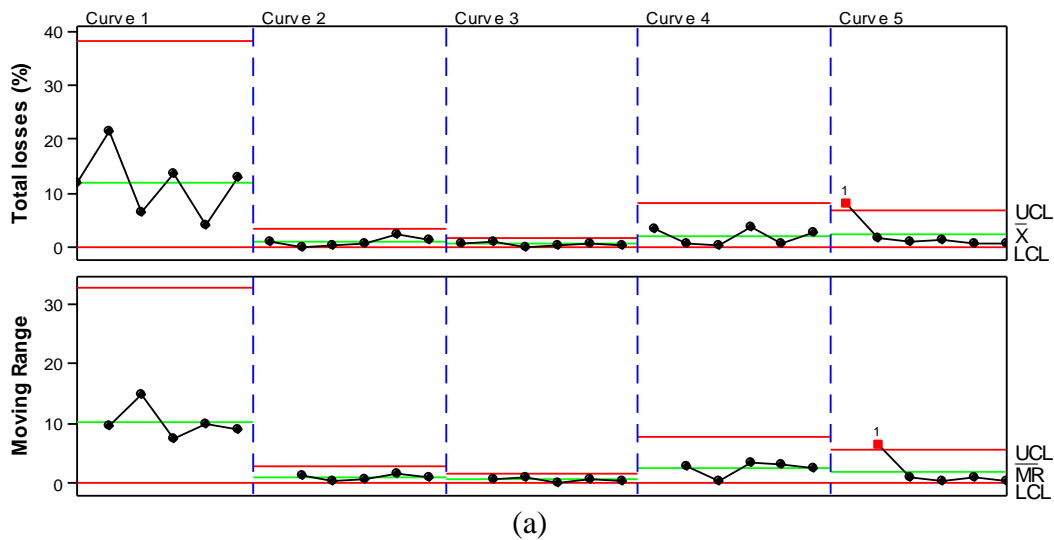 Curve 1 Curve 2 Curve 3 Curve 4 Curve 5
Total losses (%)
40
30
20
10
0
1
UCL
X̅
LCL
Moving Range
30
20
10
0
1
UCL
M̅R̅
LCL
(a)